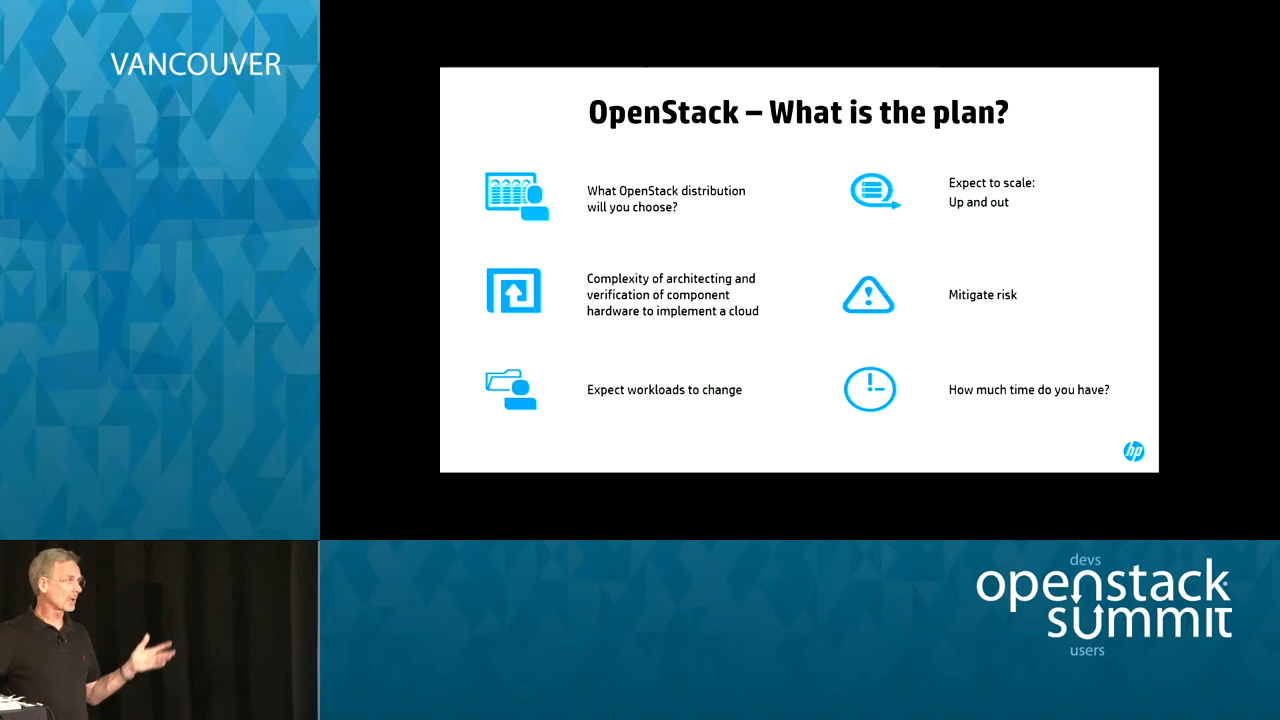 VANCOUVER
OpenStack – What is the plan?
What OpenStack distribution
will you choose?
Complexity of architecting and
verification of component
hardware to implement a cloud
Expect workloads to change
Expect to scale:
Up and out
Mitigate risk
How much time do you have?
hp
devs
openstack
summit
users